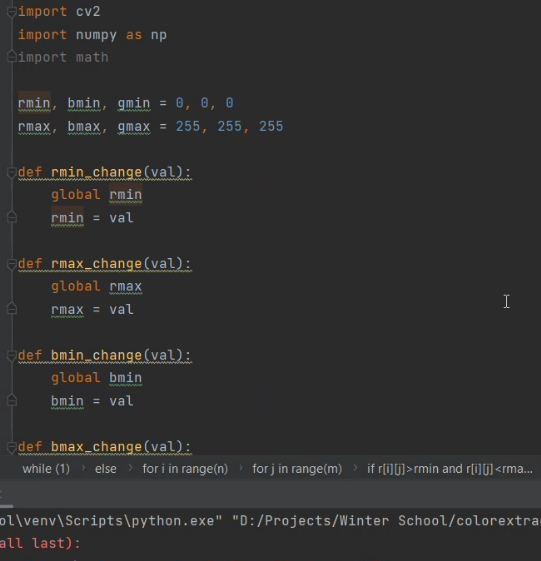 import cv2
import numpy as np
import math
rmin, bmin, gmin = 0, 0, 0
rmax, bmax, gmax = 255, 255, 255
def rmin_change(val):
    global rmin
    rmin = val
def rmax_change(val):
    global rmax
    rmax = val
def bmin_change(val):
    global bmin
    bmin = val
def bmax_change(val):
while (1) › else › for i in range(n) › for j in range(m) › if r[i][j]>rmin and r[i][j]<rma...
ol\venv\Scripts\python.exe" "D:/Projects/Winter School/colorextra
all last):